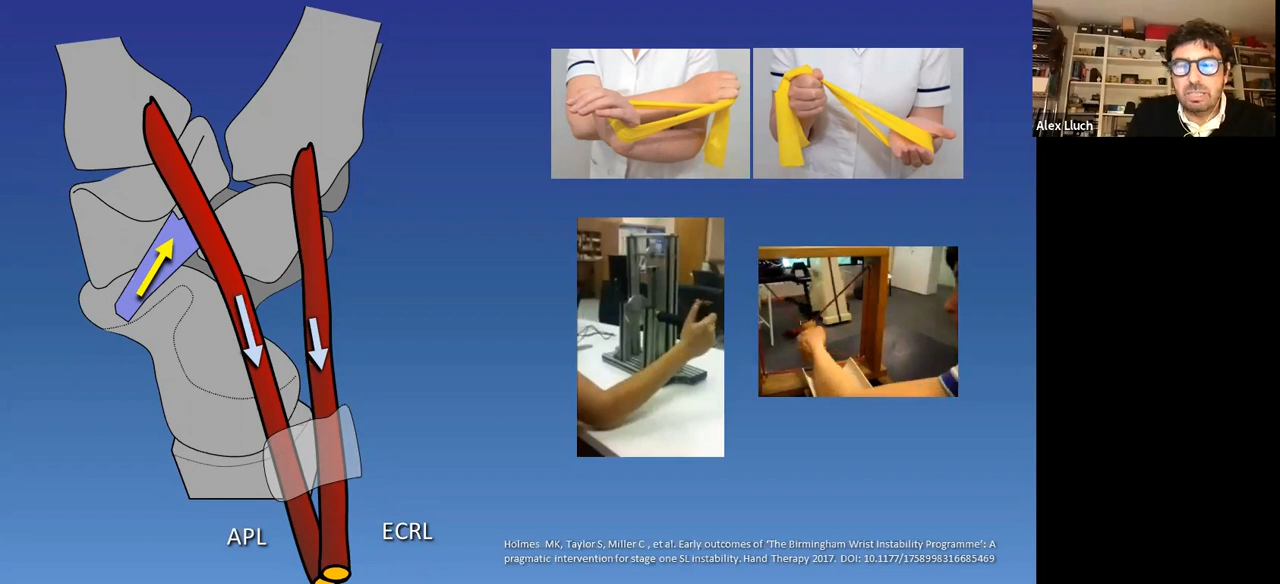 Alex Lluch
APL
ECRL
Holmes MK, Taylor S, Miller C , et al. Early outcomes of 'The Birmingham Wrist Instability Programme': A
pragmatic intervention for stage one SL instability. Hand Therapy 2017. DOI: 10.1177/1758998316685469